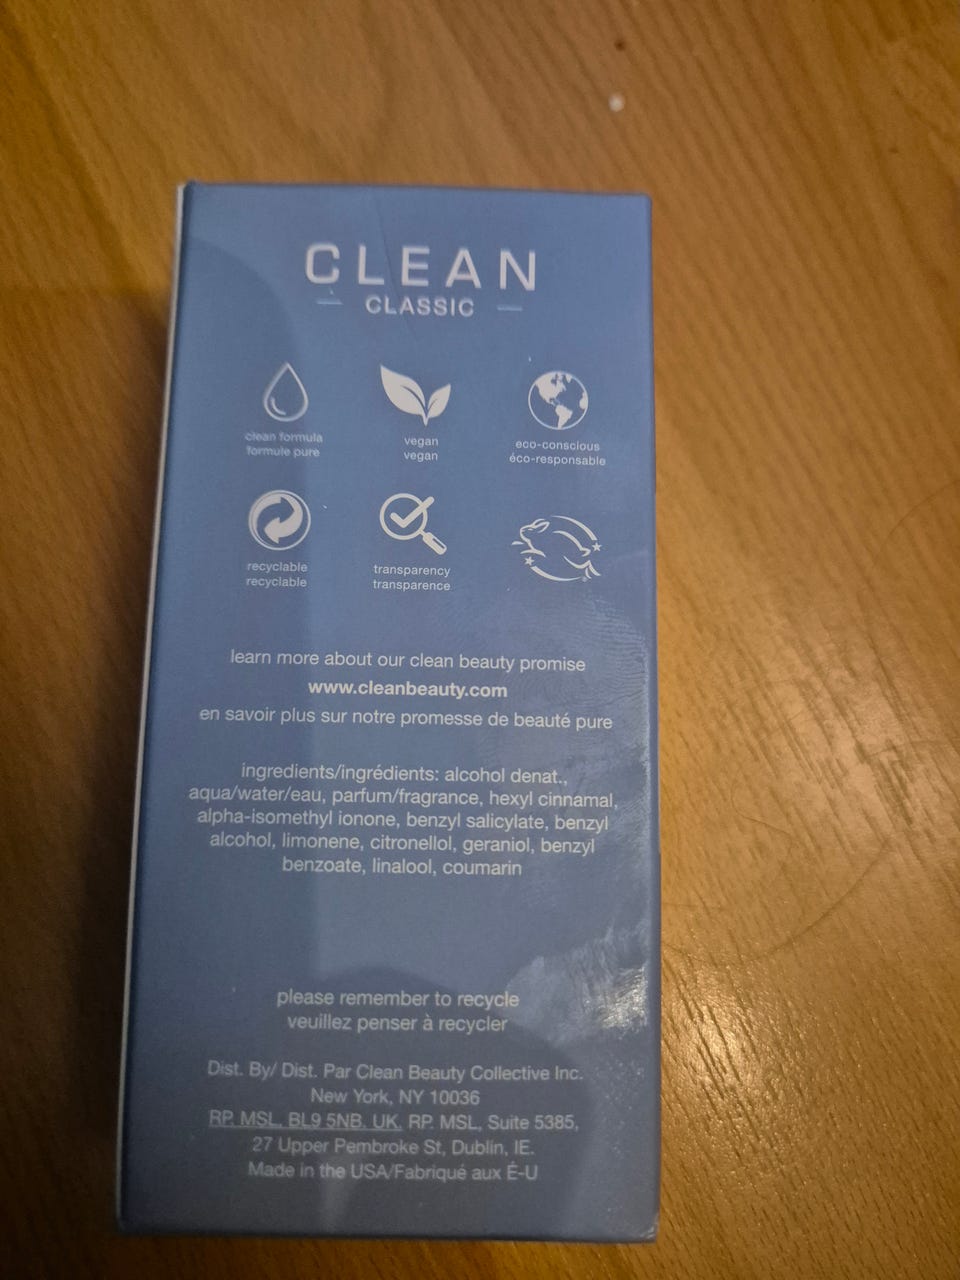 CLEAN
CLASSIC
clean formula
formule pure
vegan
vegan
eco-conscious
éco-responsable
recyclable
recyclable
transparency
transparence
learn more about our clean beauty promise
www.cleanbeauty.com
en savoir plus sur notre promesse de beauté pure
ingredients/ingrédients: alcohol denat.,
aqua/water/eau, parfum/fragrance, hexyl cinnamal,
alpha-isomethyl ionone, benzyl salicylate, benzyl
alcohol, limonene, citronellol, geraniol, benzyl
benzoate, linalool, coumarin
please remember to recycle
veuillez penser à recycler
Dist. By/ Dist. Par Clean Beauty Collective Inc.
New York, NY 10036
RP. MSL, BL9 5NB, UK, RP. MSL, Suite 5385,
27 Upper Pembroke St, Dublin, IE.
Made in the USA/Fabriqué aux É-U